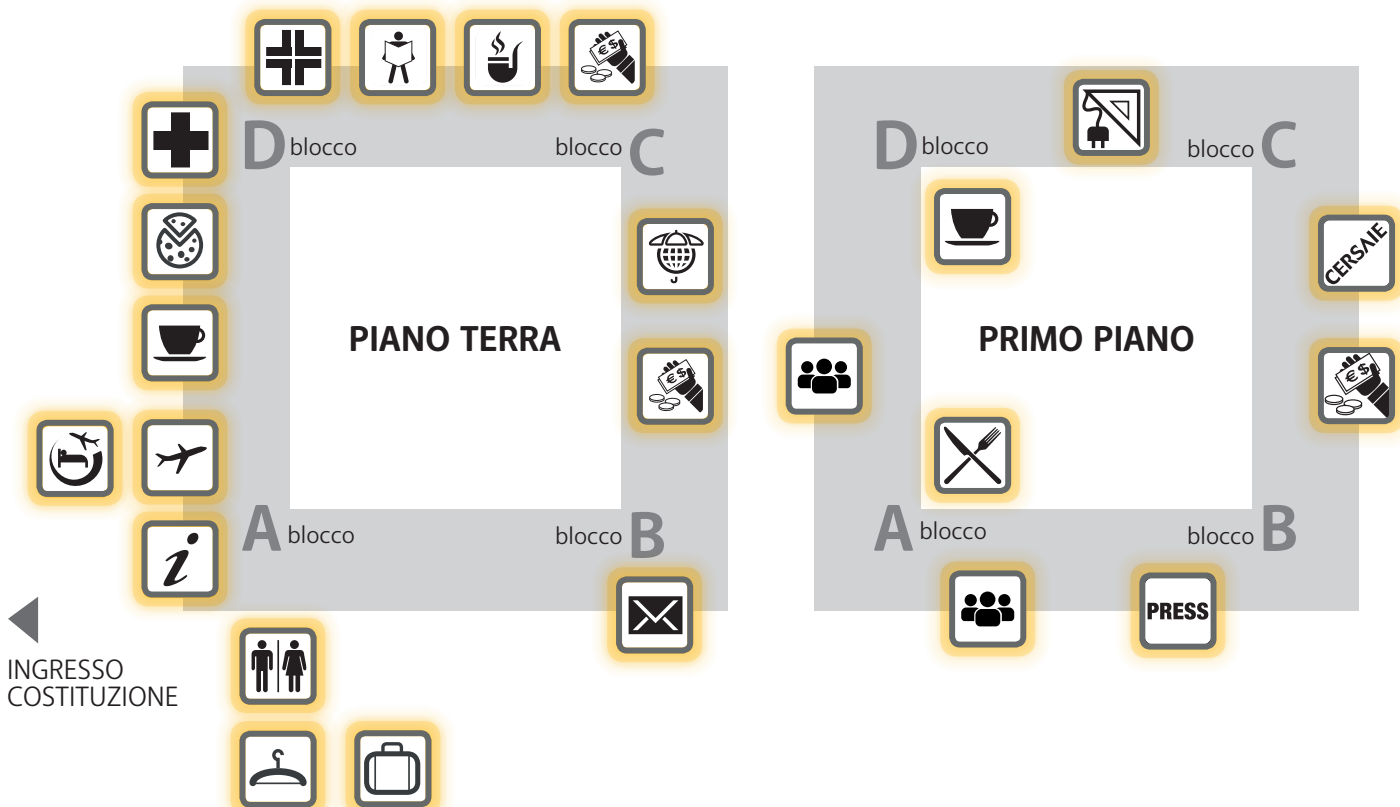 D blocco
blocco C
PIANO TERRA
A blocco
blocco B
i
INGRESSO
COSTITUZIONE
€ $
€ $
D blocco
blocco C
CERSAIE
PRIMO PIANO
€ $
A blocco
blocco B
PRESS